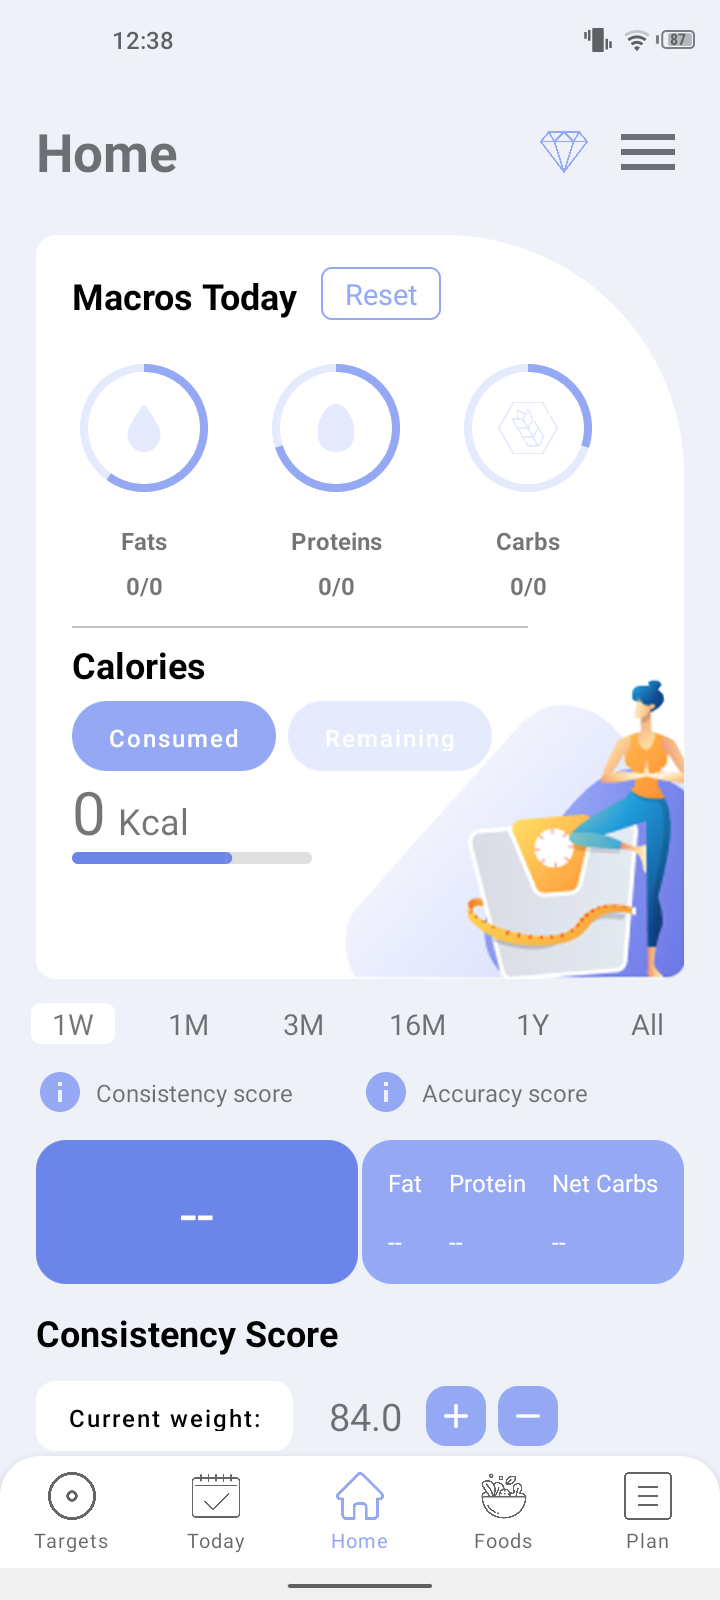 12:38
87
Home
Macros Today
Reset
Fats
Proteins
Carbs
0/0
0/0
0/0
Calories
Consumed
Remaining
0 Kcal
1W
1M
3M
16M
1Y
All
i
Consistency score
i
Accuracy score
--
Fat
Protein
Net Carbs
--
--
--
Consistency Score
Current weight:
84.0
+
−
Targets
Today
Home
Foods
Plan